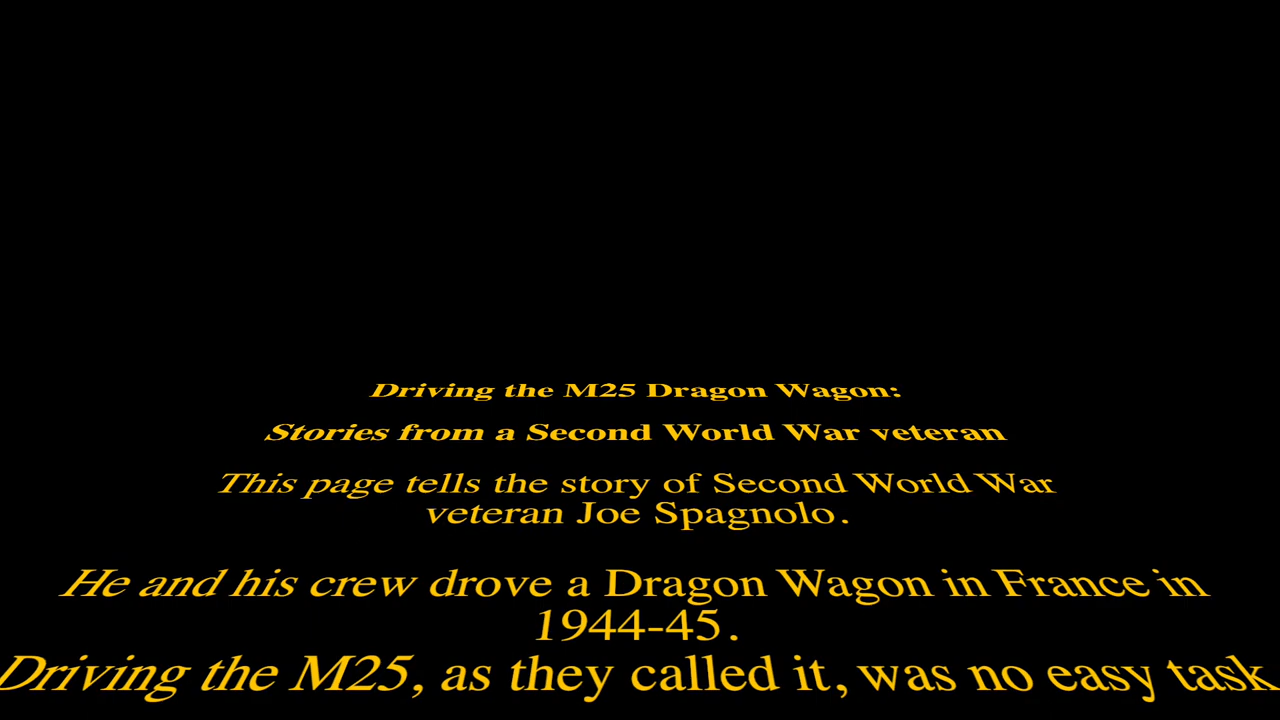 Driving the M25 Dragon Wagon:
Stories from a Second World War veteran
This page tells the story of Second World War
veteran Joe Spagnolo.
He and his crew drove a Dragon Wagon in France in
1944-45.
Driving the M25, as they called it, was no easy task